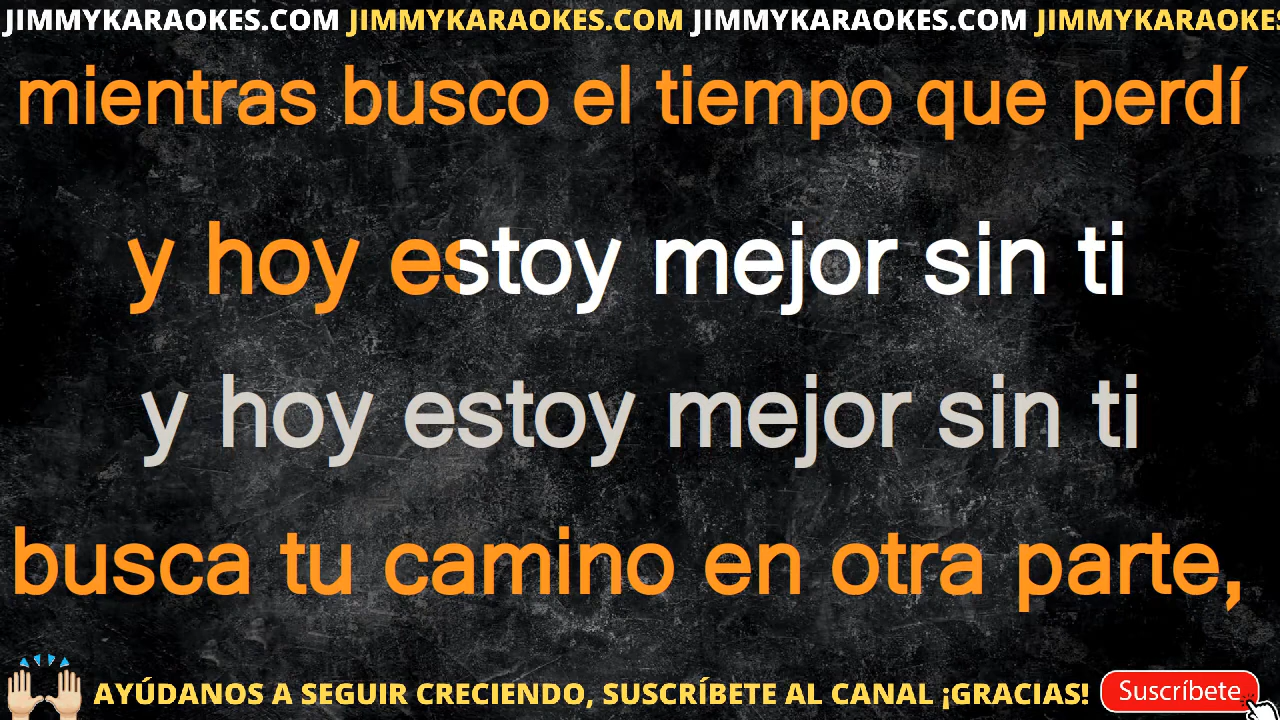 JIMMYKARAOKES.COM JIMMYKARAOKES.COM JIMMYKARAOKES.COM JIMMYKARAOKES
mientras busco el tiempo que perdí
y hoy estoy mejor sin ti
y hoy estoy mejor sin ti
busca tu camino en otra parte,
AYÚDANOS A SEGUIR CRECIENDO, SUSCRÍBETE AL CANAL ¡GRACIAS! Suscríbete